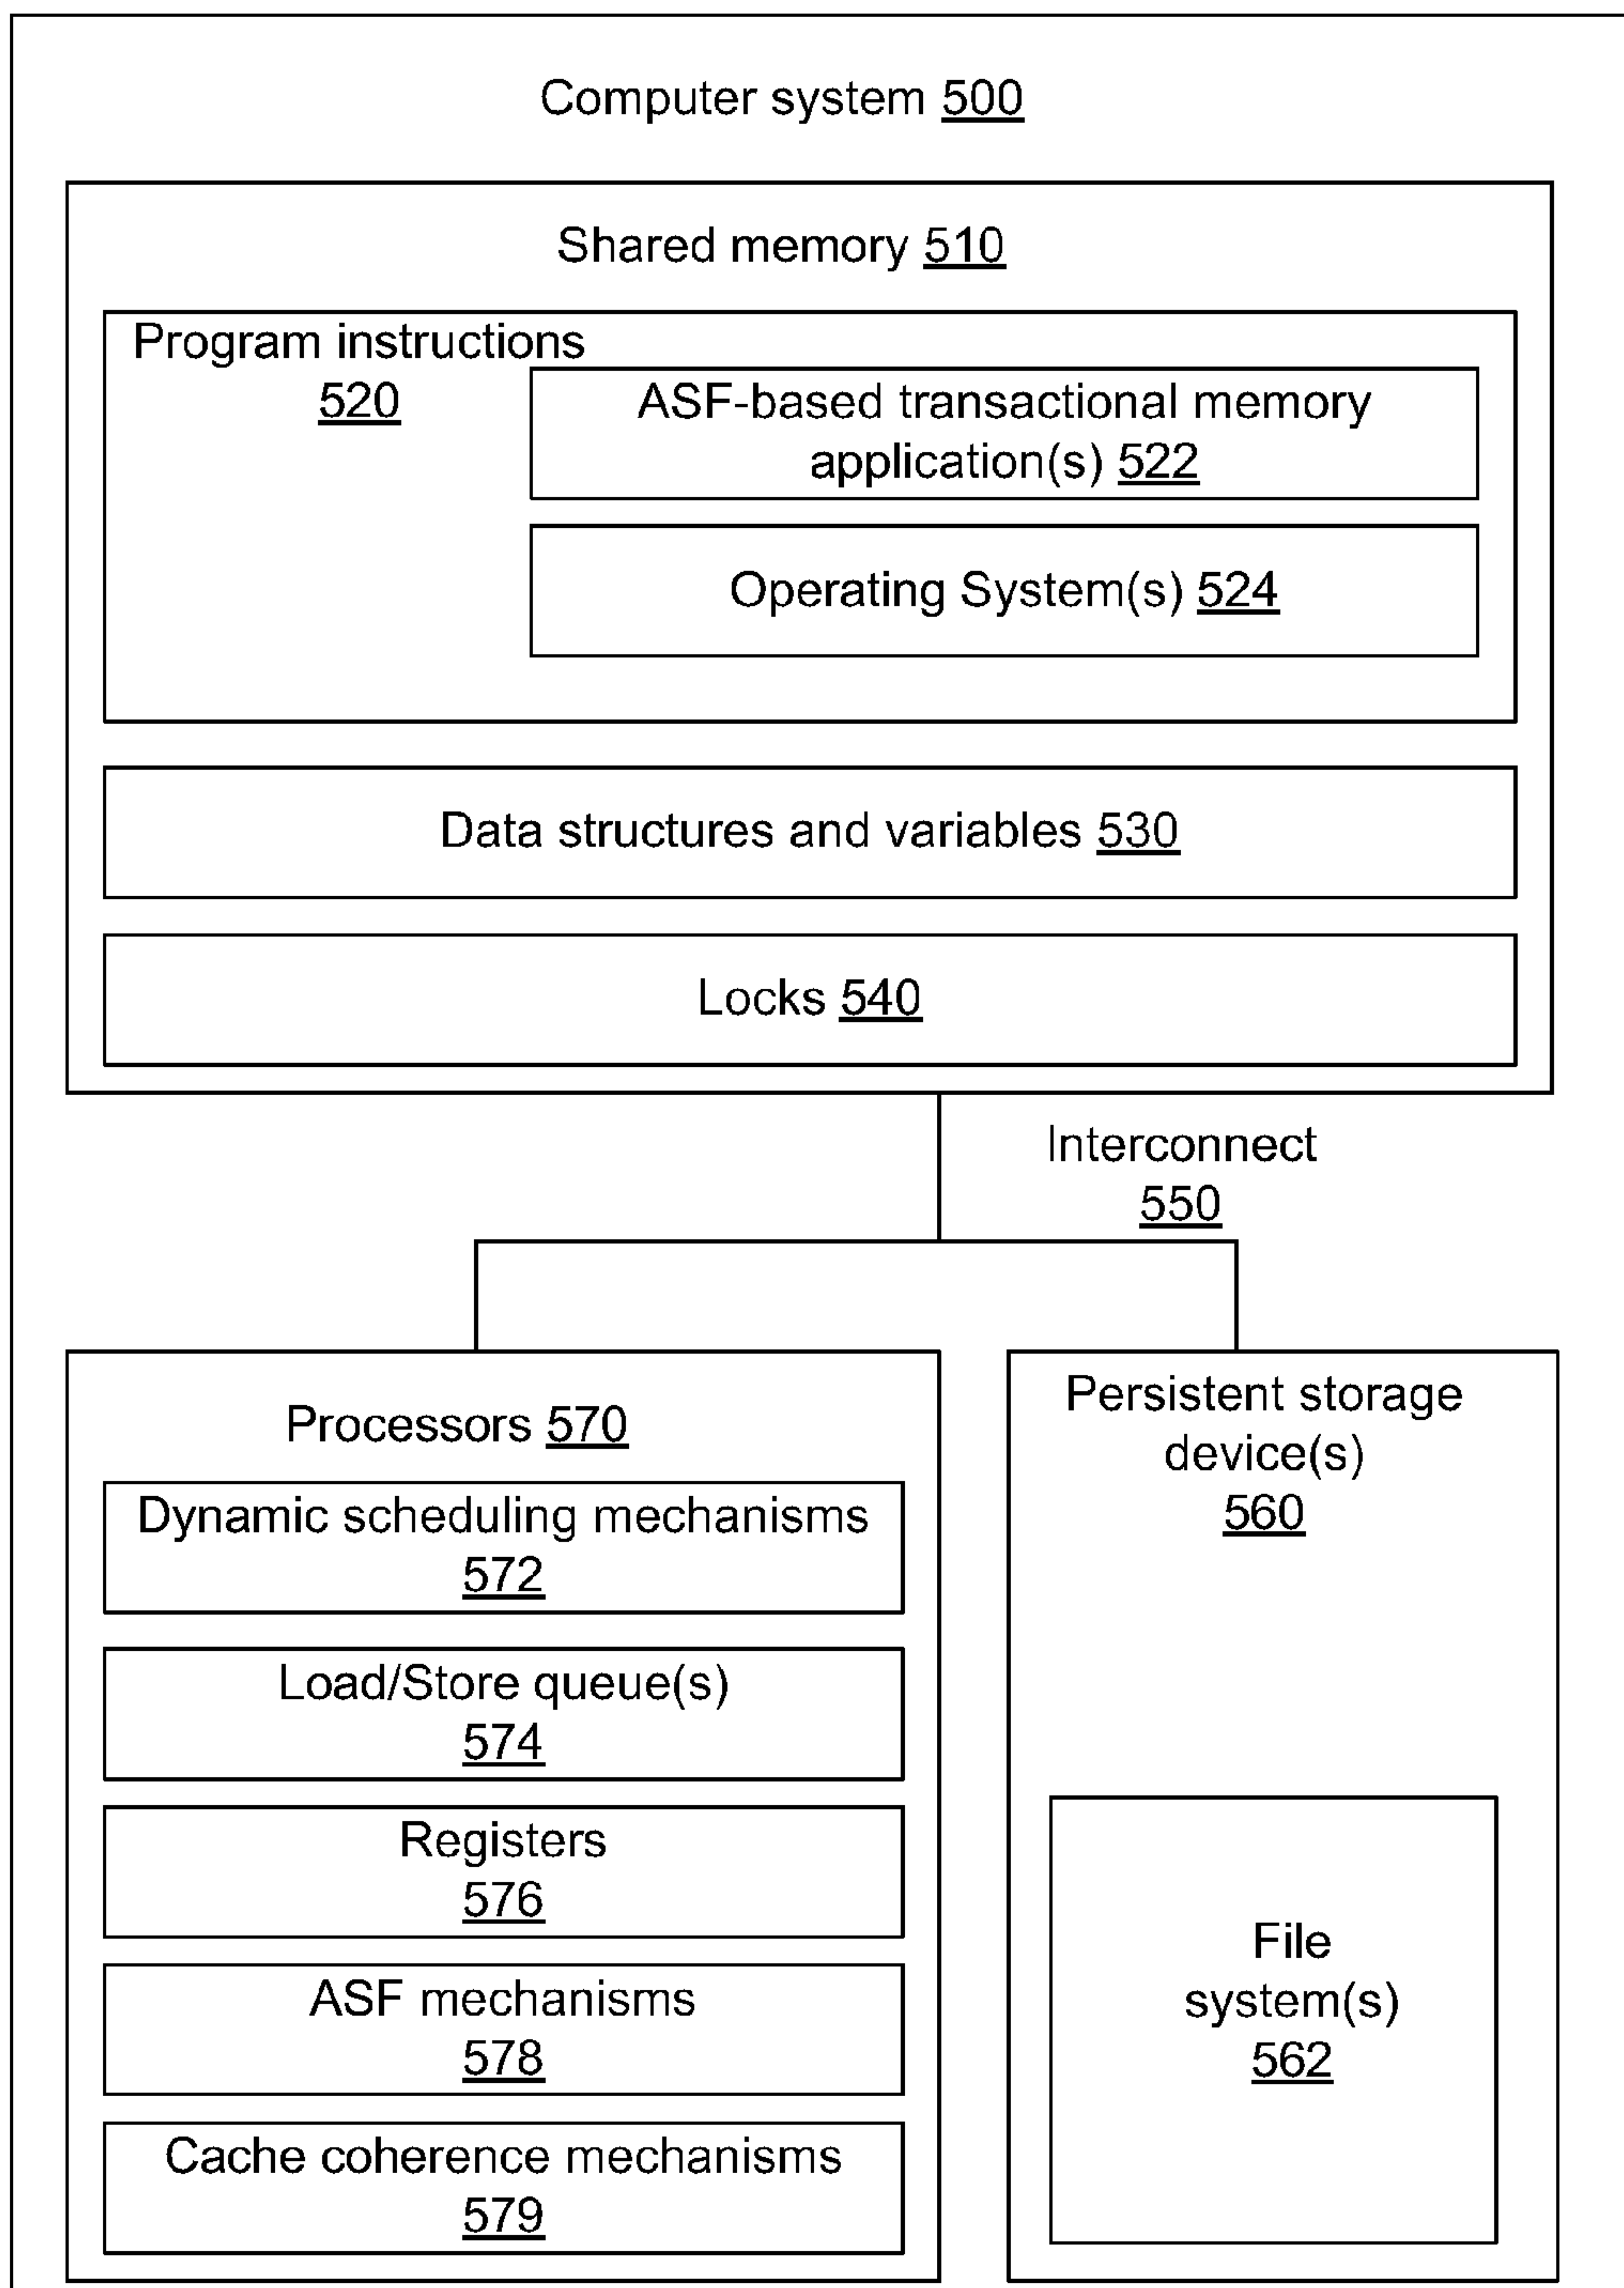 Computer system 500
Shared memory 510
Program instructions
520
ASF-based transactional memory
application(s) 522
Operating System(s) 524
Data structures and variables 530
Locks 540
Interconnect
550
Processors 570
Dynamic scheduling mechanisms
572
Load/Store queue(s)
574
Registers
576
ASF mechanisms
578
Cache coherence mechanisms
579
Persistent storage
device(s)
560
File
system(s)
562